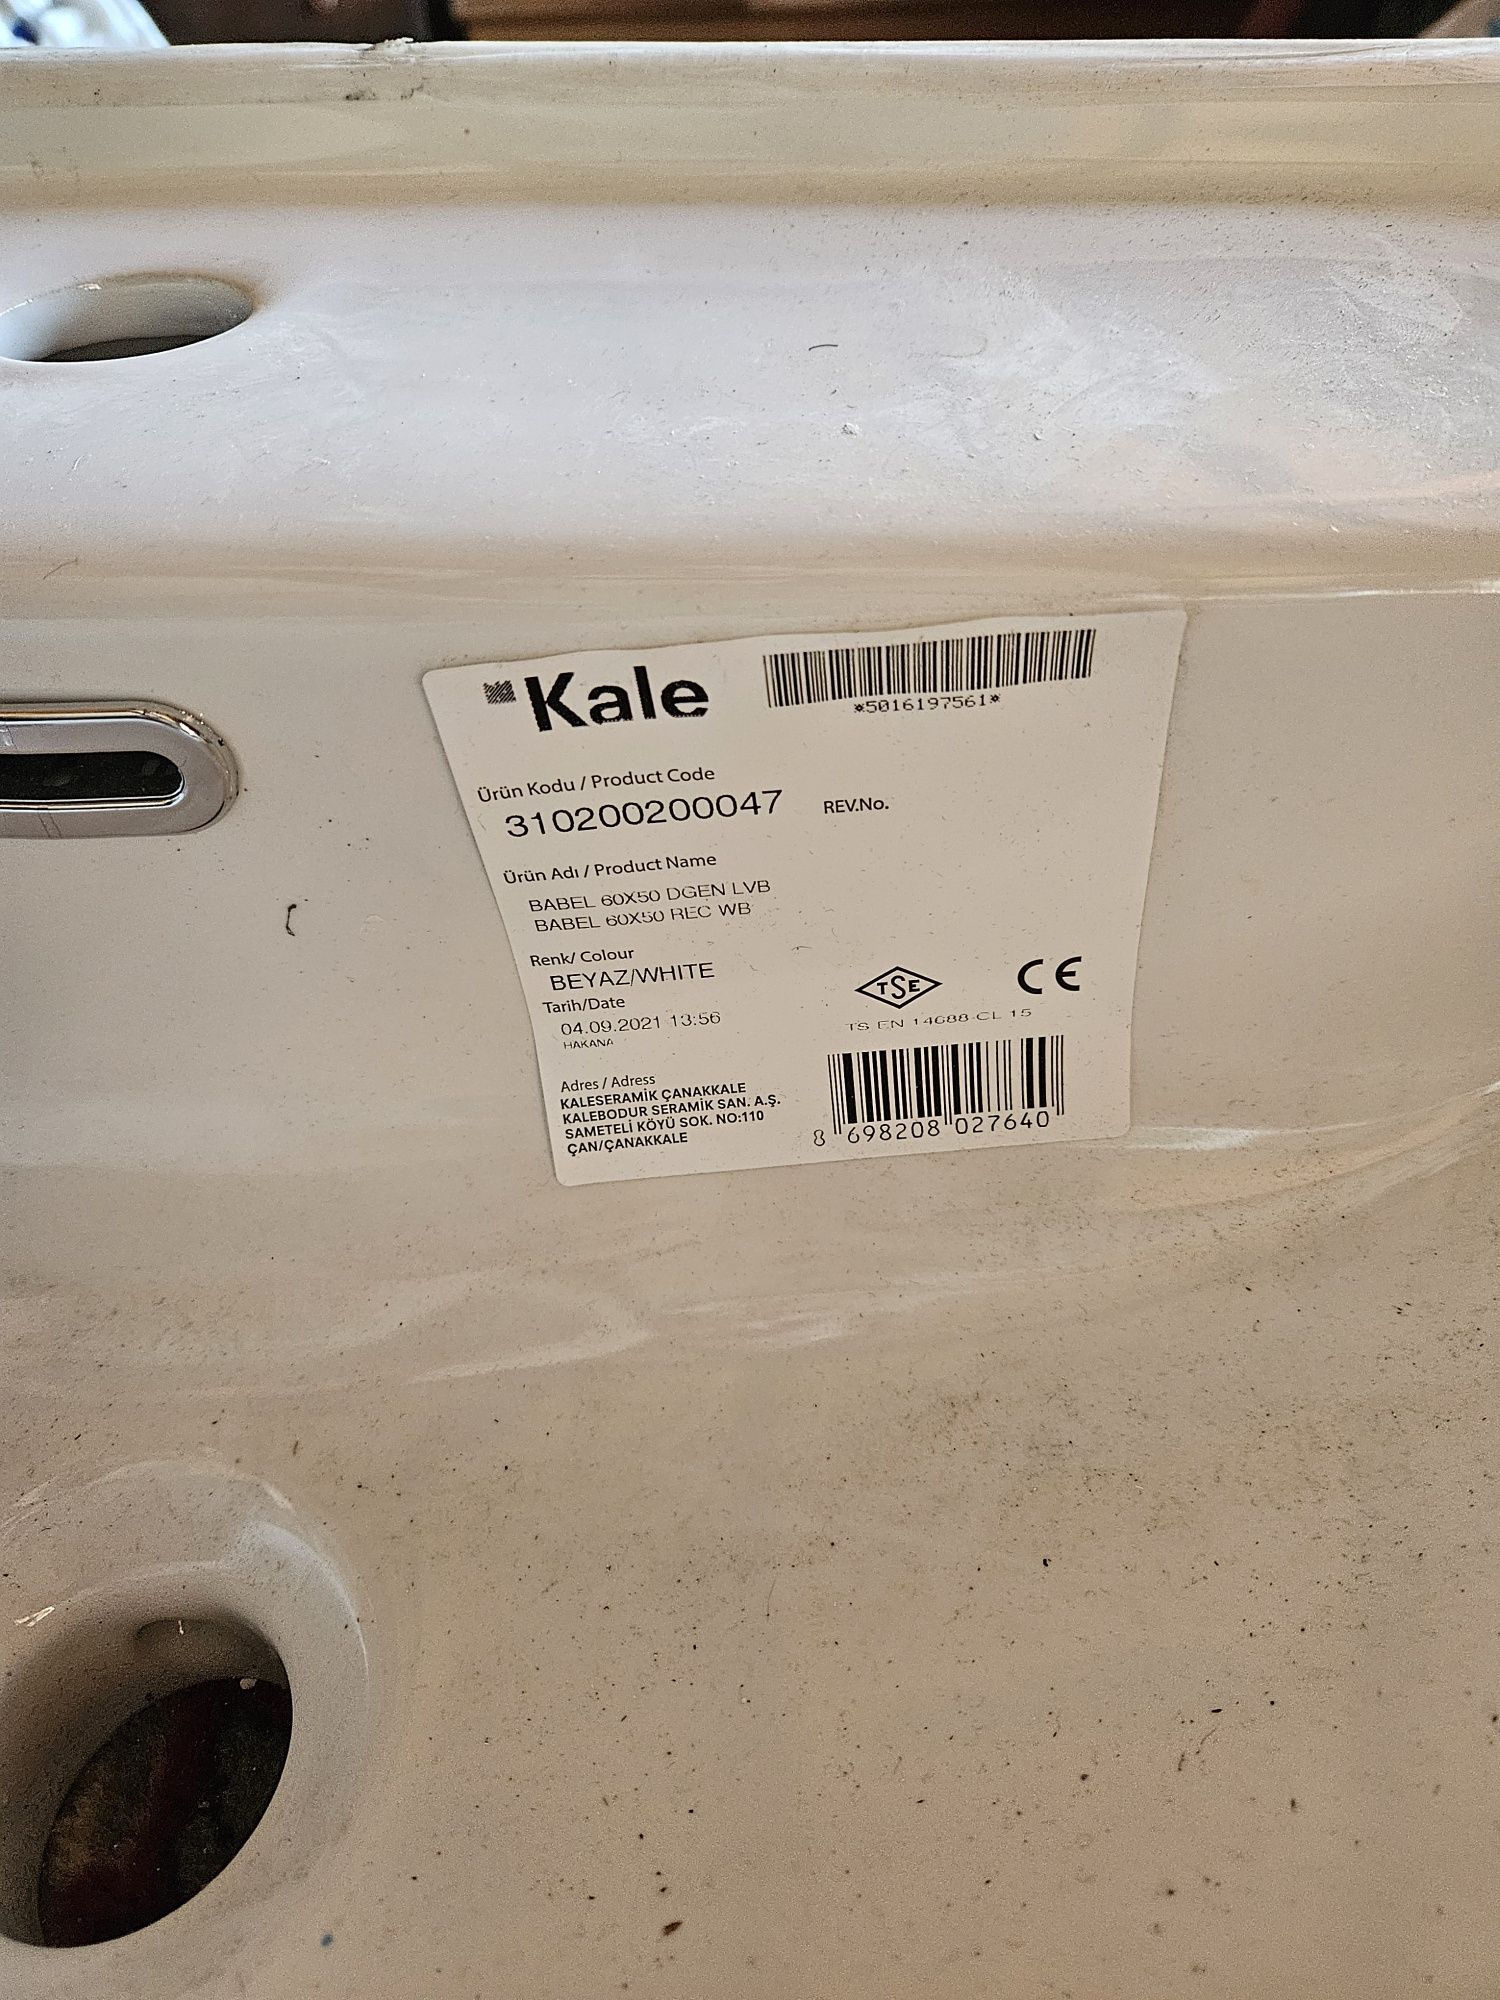 Kale
*5016197561*
Ürün Kodu / Product Code
310200200047
REV.No.
Ürün Adı / Product Name
BABEL 60X50 DGEN LVB
BABEL 60X50 REC WB
Renk/ Colour
BEYAZ/WHITE
Tarih/Date
04.09.2021 13:56
HAKANA
TSE
CE
TS EN 14688-CL 15
Adres / Adress
KALESERAMİK ÇANAKKALE
KALEBODUR SERAMİK SAN. A.Ş.
SAMETELİ KÖYÜ SOK. NO:110
ÇAN/ÇANAKKALE
8 698208 027640